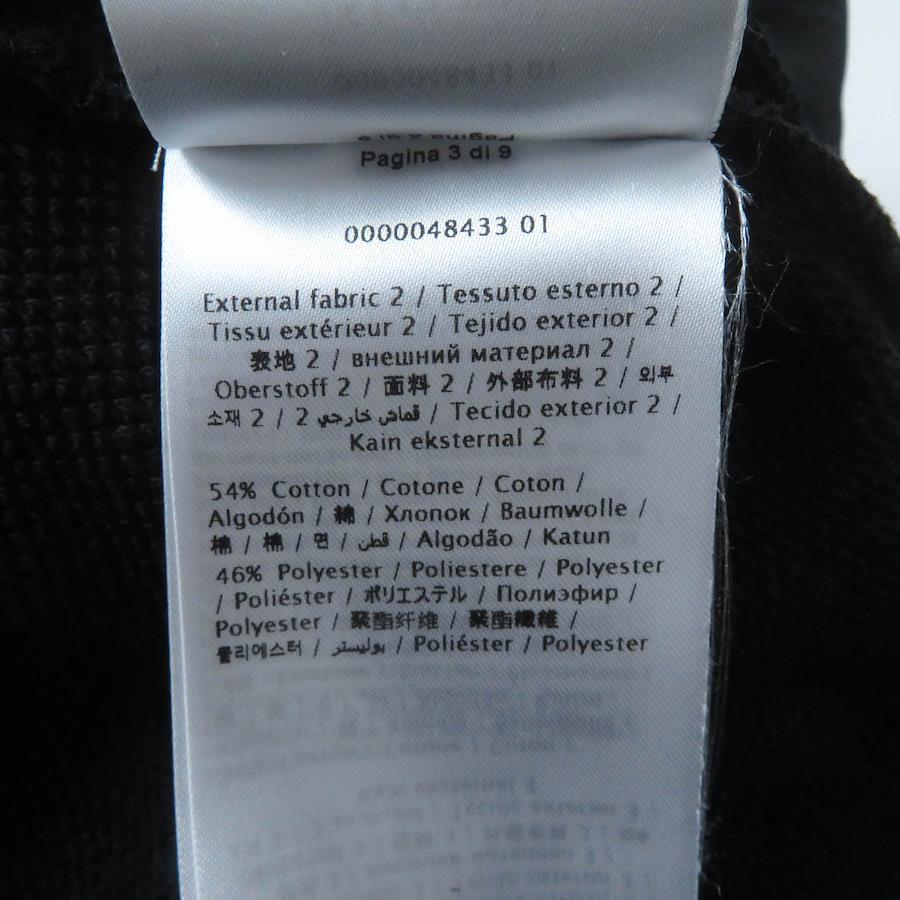 Pagina 3 di 9
0000048433 01
External fabric 2 / Tessuto esterno 2 /
Tissu extérieur 2 / Tejido exterior 2 /
表地 2 / внешний материал 2 /
Oberstoff 2 / 面料 2 / 外部布料 2 / 외부
소재 2 / قماش خارجي 2 / Tecido exterior 2 /
Kain eksternal 2
54% Cotton / Cotone / Coton /
Algodón / 綿 / Хлопок / Baumwolle /
棉 / 棉 / 면 / قطن / Algodão / Katun
46% Polyester / Poliestere / Polyester
/ Poliéster / ポリエステル / Полиэфир /
Polyester / 聚酯纤维 / 聚酯纖維 /
폴리에스터 / بوليستر / Poliéster / Polyester